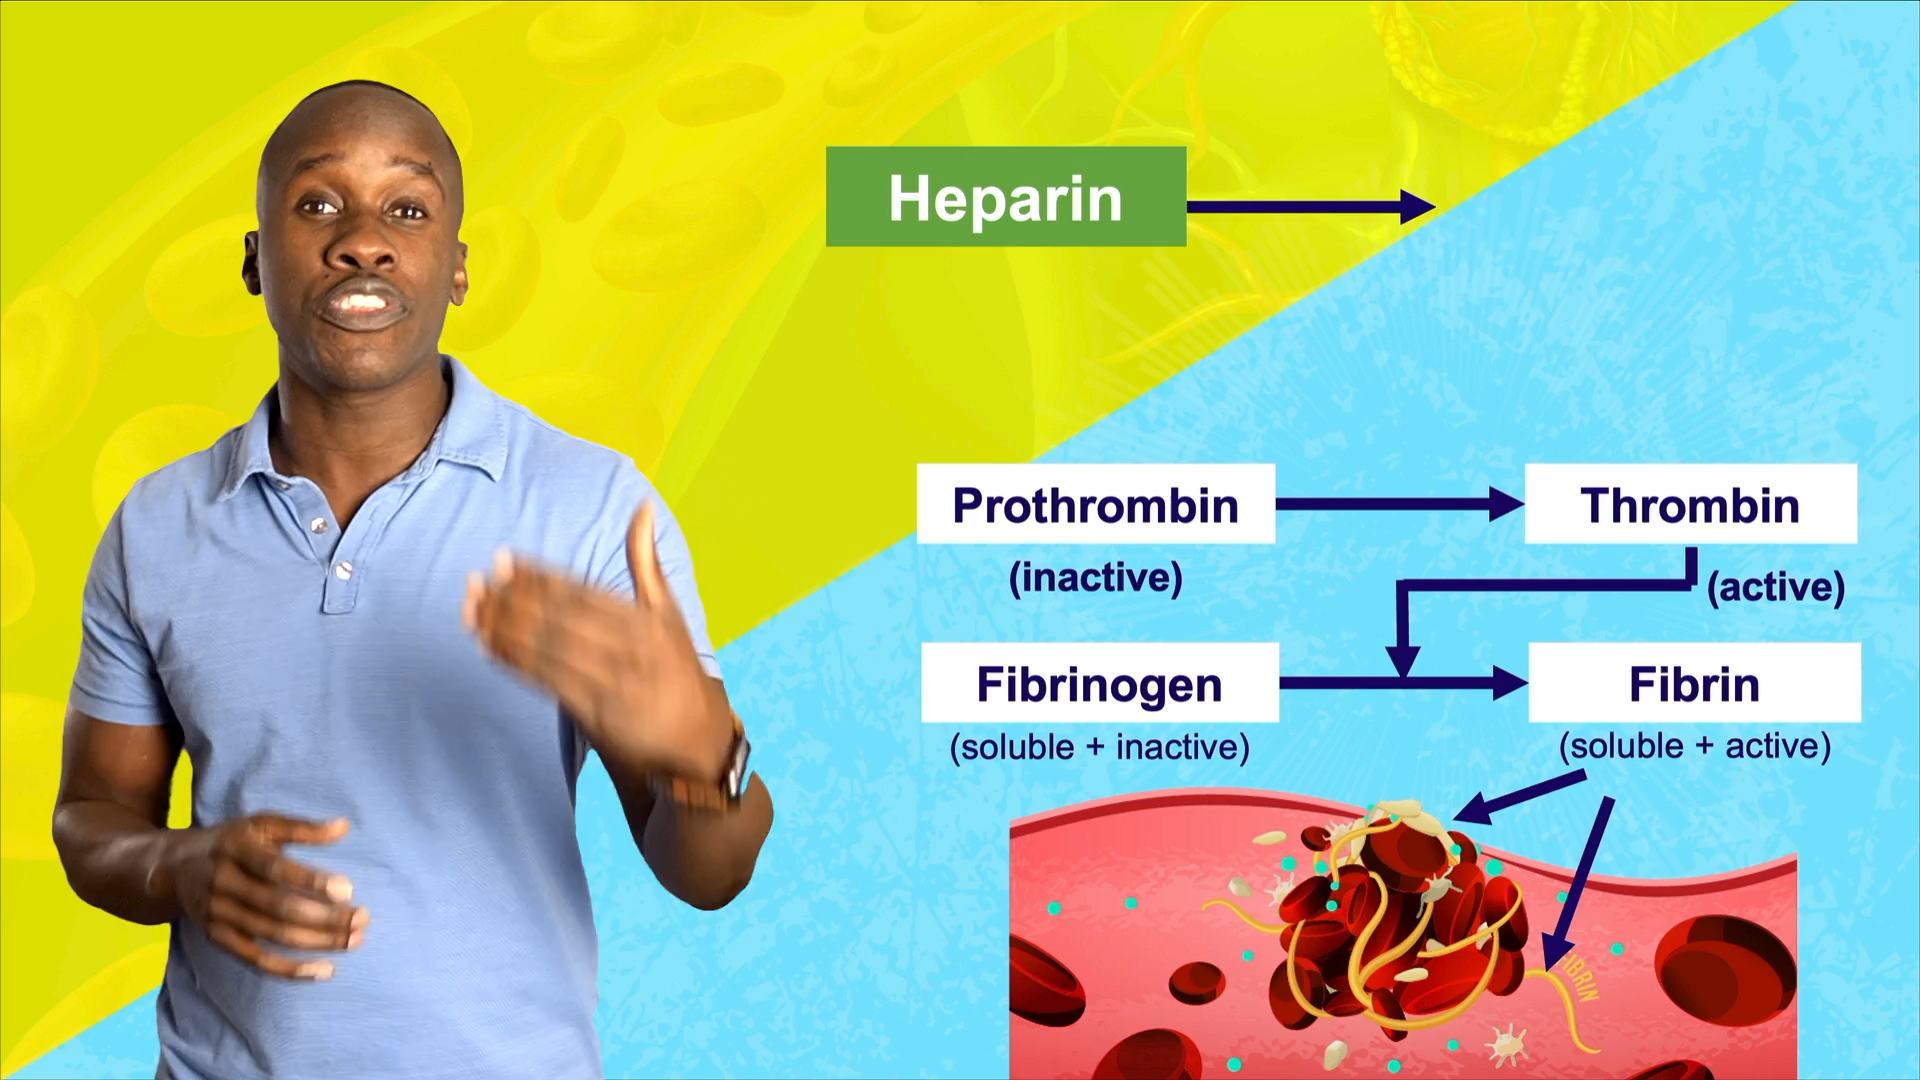 Heparin
Prothrombin
Thrombin
(inactive)
(active)
Fibrinogen
Fibrin
(soluble + inactive)
(soluble + active)